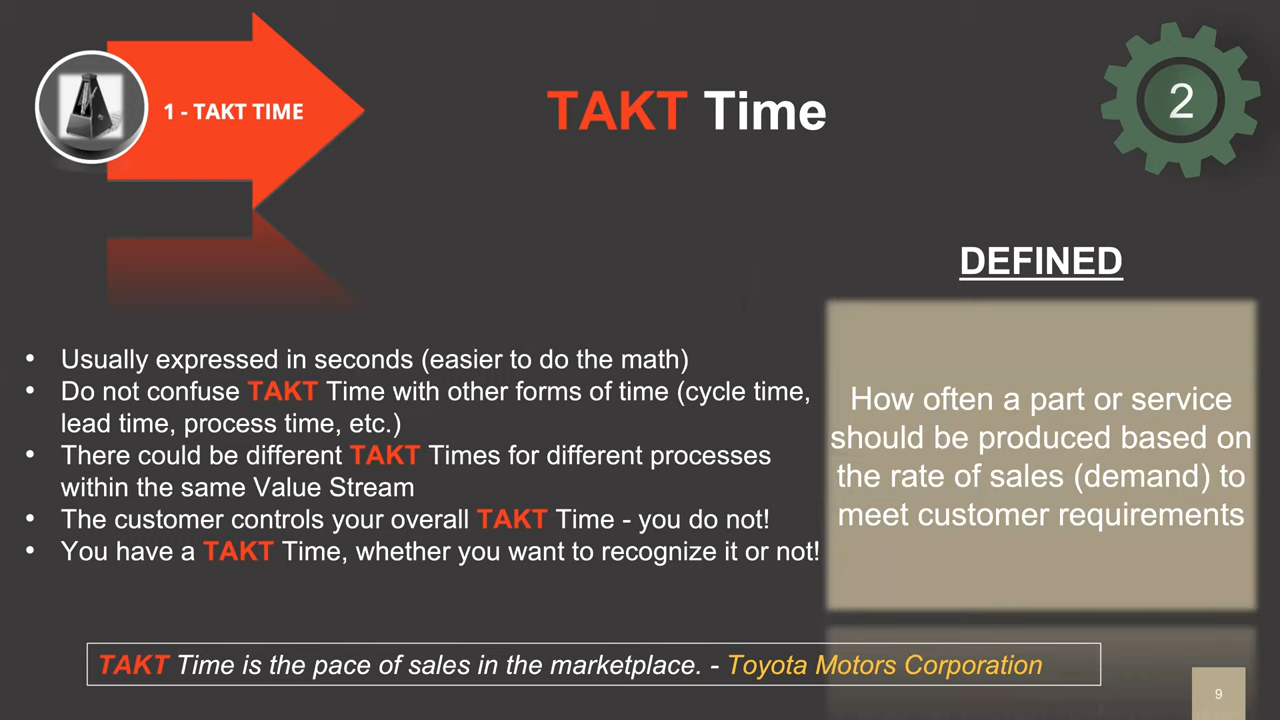 1 - TAKT TIME
TAKT Time
2
DEFINED
• Usually expressed in seconds (easier to do the math)
• Do not confuse TAKT Time with other forms of time (cycle time,
lead time, process time, etc.)
• There could be different TAKT Times for different processes
within the same Value Stream
• The customer controls your overall TAKT Time - you do not!
• You have a TAKT Time, whether you want to recognize it or not!
How often a part or service
should be produced based on
the rate of sales (demand) to
meet customer requirements
TAKT Time is the pace of sales in the marketplace. - Toyota Motors Corporation
9